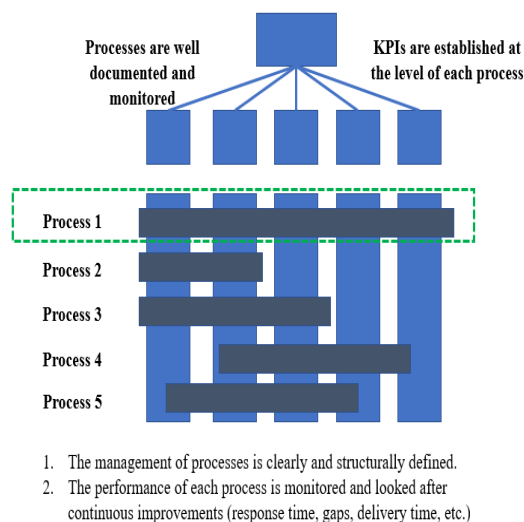 Processes are well
documented and
monitored
KPIs are established at
the level of each process
Process 1
Process 2
Process 3
Process 4
Process 5
1. The management of processes is clearly and structurally defined.
2. The performance of each process is monitored and looked after
continuous improvements (response time, gaps, delivery time, etc.)